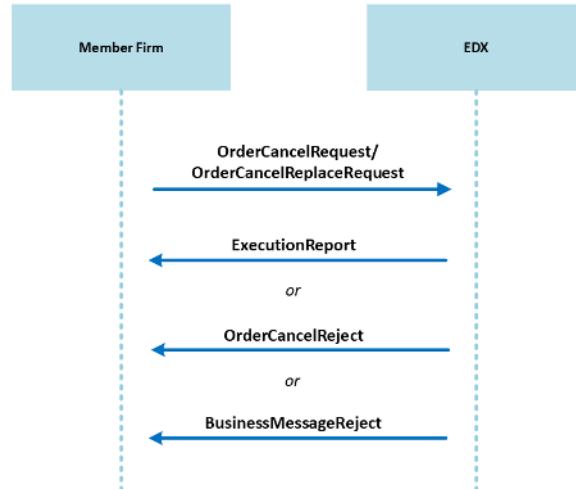 Member Firm
EDX
OrderCancelRequest/
OrderCancelReplaceRequest
ExecutionReport
or
OrderCancelReject
or
BusinessMessageReject